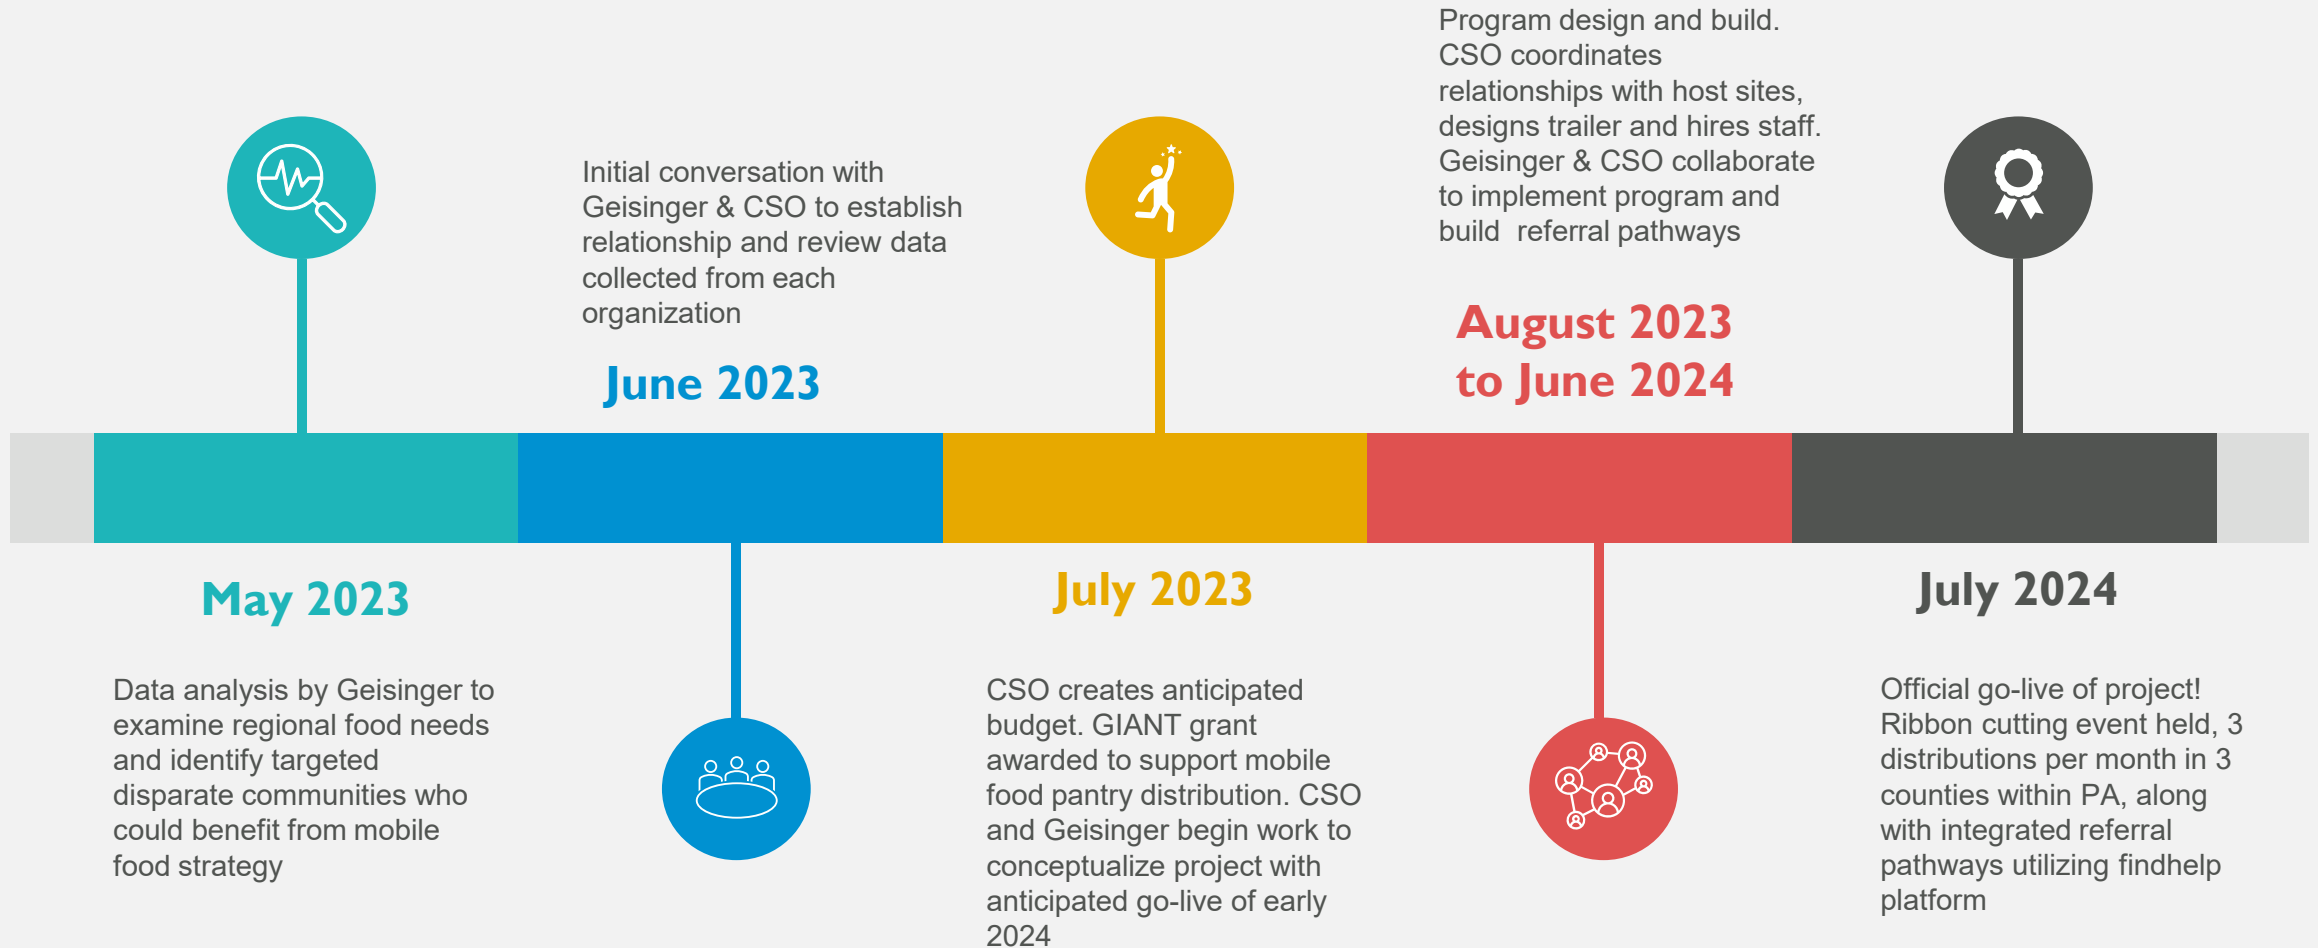 May 2023
Data analysis by Geisinger to
examine regional food needs
and identify targeted
disparate communities who
could benefit from mobile
food strategy
Initial conversation with
Geisinger & CSO to establish
relationship and review data
collected from each
organization
June 2023
July 2023
CSO creates anticipated
budget. GIANT grant
awarded to support mobile
food pantry distribution. CSO
and Geisinger begin work to
conceptualize project with
anticipated go-live of early
2024
Program design and build.
CSO coordinates
relationships with host sites,
designs trailer and hires staff.
Geisinger & CSO collaborate
to implement program and
build  referral pathways
August 2023
to June 2024
July 2024
Official go-live of project!
Ribbon cutting event held, 3
distributions per month in 3
counties within PA, along
with integrated referral
pathways utilizing findhelp
platform